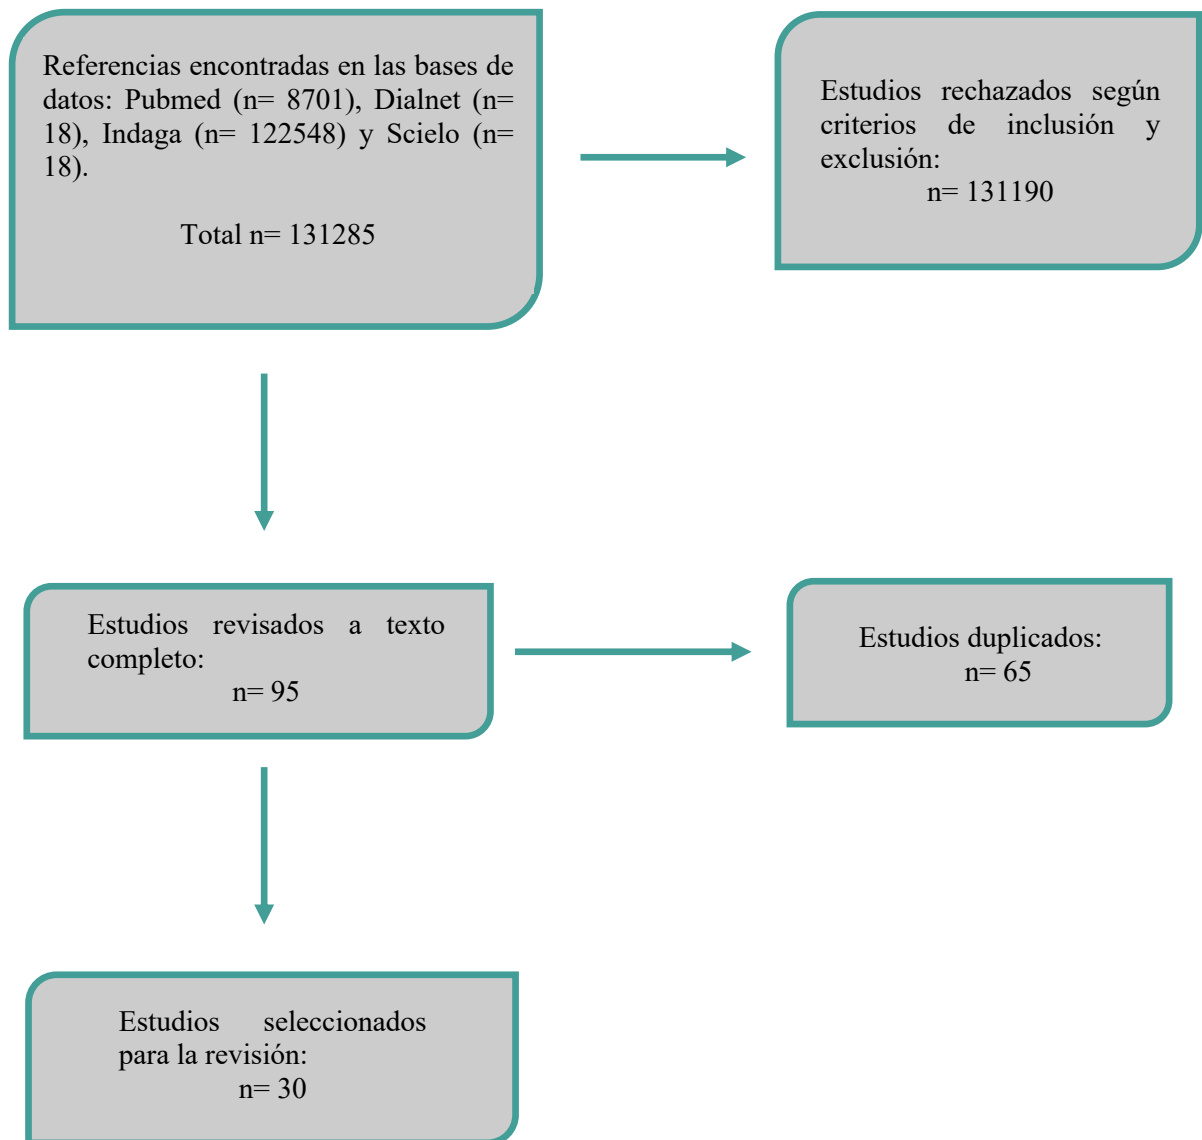 Referencias encontradas en las bases de
datos: Pubmed (n= 8701), Dialnet (n=
18), Indaga (n= 122548) y Scielo (n=
18).
Total n= 131285
Estudios rechazados según
criterios de inclusión y
exclusión:
n= 131190
Estudios revisados a texto
completo:
n= 95
Estudios duplicados:
n= 65
Estudios seleccionados
para la revisión:
n= 30